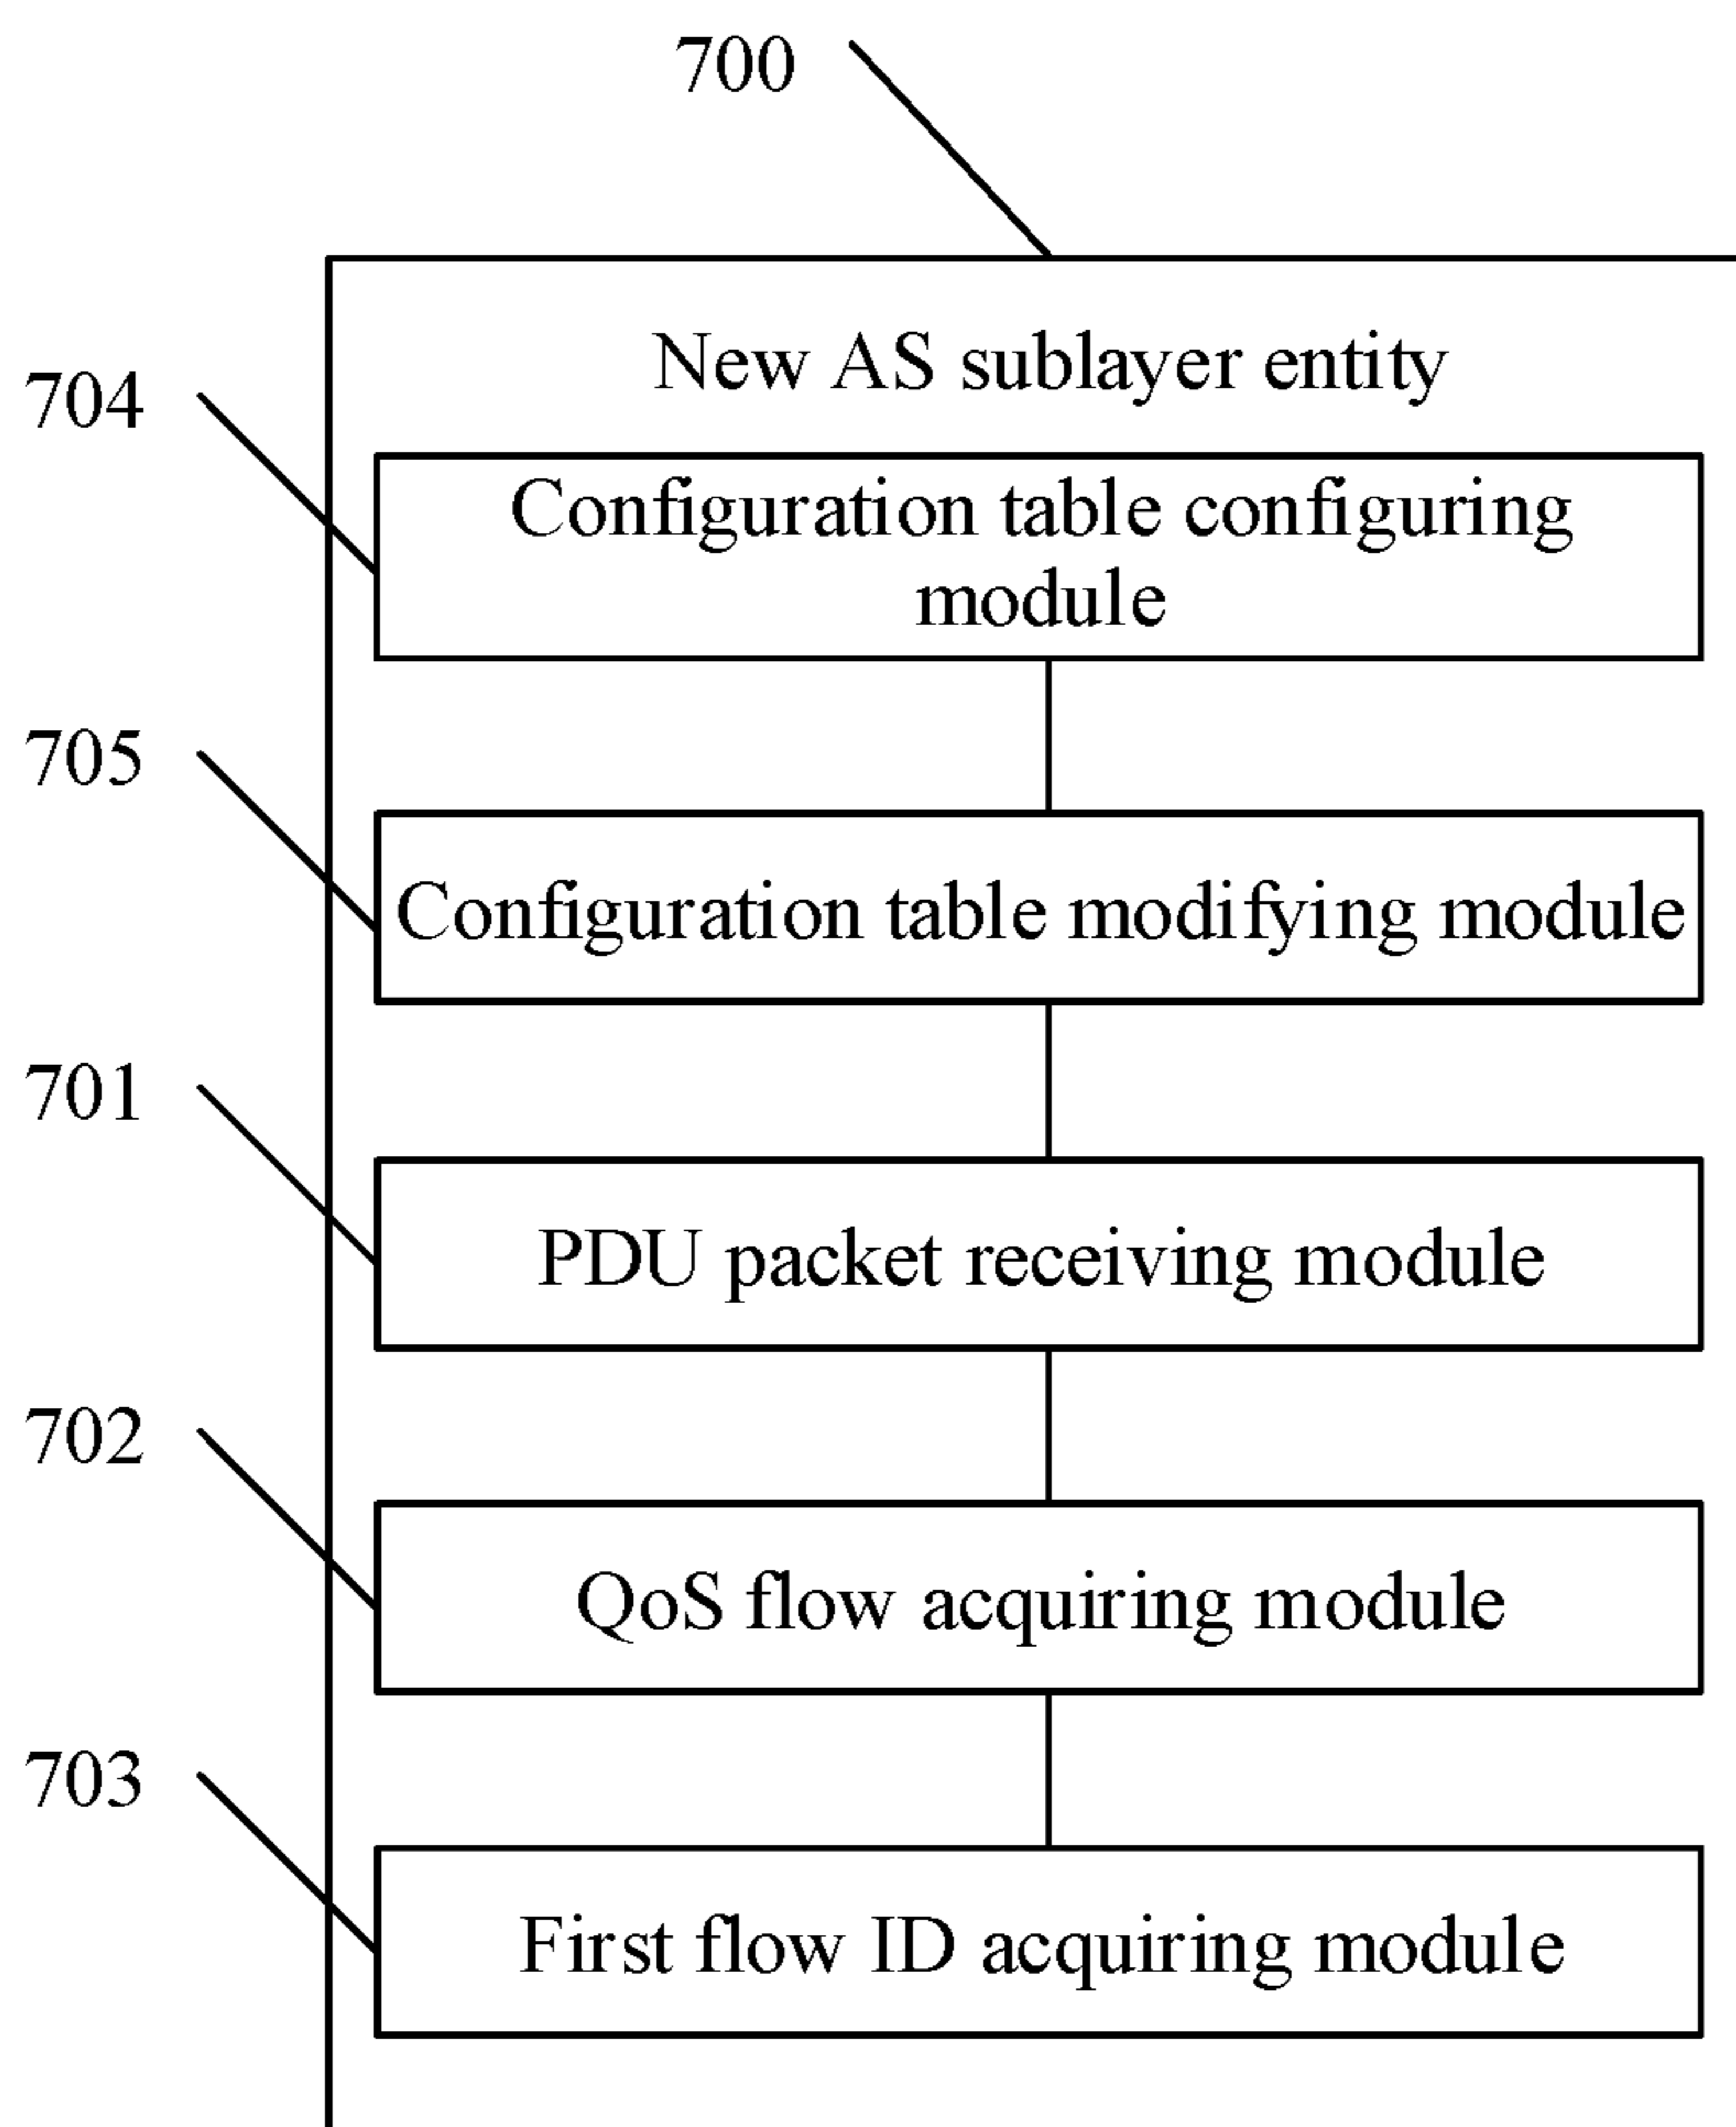 700
New AS sublayer entity
704
Configuration table configuring
module
705
Configuration table modifying module
701
PDU packet receiving module
702
QoS flow acquiring module
703
First flow ID acquiring module